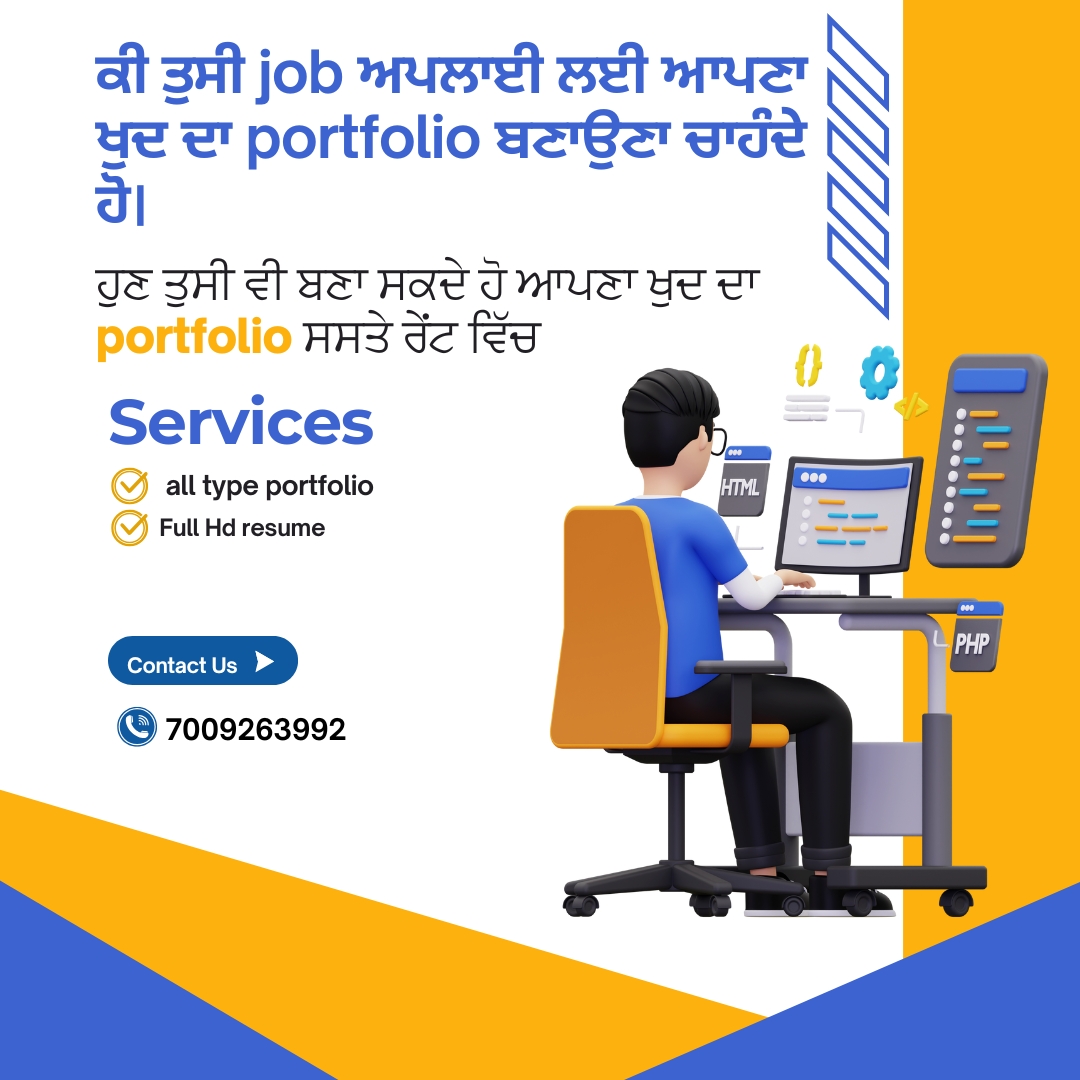 ਕੀ ਤੁਸੀ job ਅਪਲਾਈ ਲਈ ਆਪਣਾ
ਖੁਦ ਦਾ portfolio ਬਣਾਉਣਾ ਚਾਹੰਦੇ
ਹੋ।
ਹੁਣ ਤੁਸੀ ਵੀ ਬਣਾ ਸਕਦੇ ਹੋ ਆਪਣਾ ਖੁਦ ਦਾ
portfolio ਸਸਤੇ ਰੇਂਟ ਵਿੱਚ
Services
all type portfolio
Full Hd resume
HTML
PHP
Contact Us
7009263992